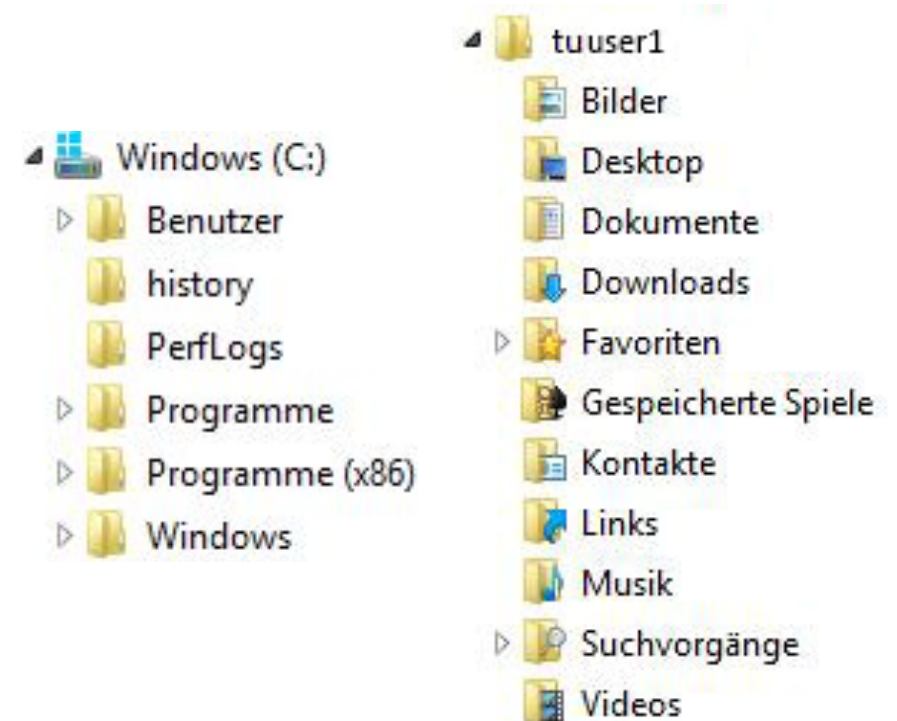 Windows (C:)
Benutzer
history
PerfLogs
Programme
Programme (x86)
Windows
tuuser1
Bilder
Desktop
Dokumente
Downloads
Favoriten
Gespeicherte Spiele
Kontakte
Links
Musik
Suchvorgänge
Videos